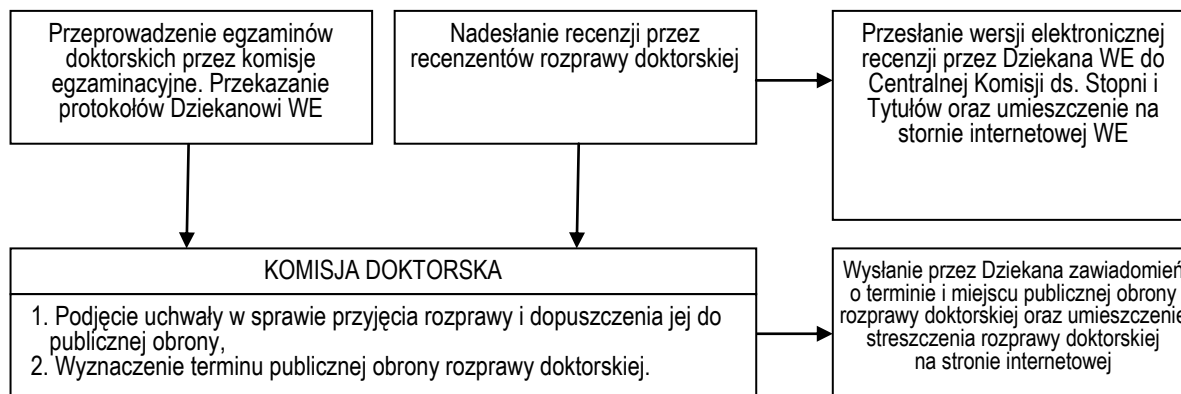 Przeprowadzenie egzaminów
doktorskich przez komisje
egzaminacyjne. Przekazanie
protokołów Dziekanowi WE
Nadesłanie recenzji przez
recenzentów rozprawy doktorskiej
Przesłanie wersji elektronicznej
recenzji przez Dziekana WE do
Centralnej Komisji ds. Stopni i
Tytułów oraz umieszczenie na
stornie internetowej WE
KOMISJA DOKTORSKA
1. Podjęcie uchwały w sprawie przyjęcia rozprawy i dopuszczenia jej do
publicznej obrony,
2. Wyznaczenie terminu publicznej obrony rozprawy doktorskiej.
Wysłanie przez Dziekana zawiadomień
o terminie i miejscu publicznej obrony
rozprawy doktorskiej oraz umieszczenie
streszczenia rozprawy doktorskiej
na stronie internetowej